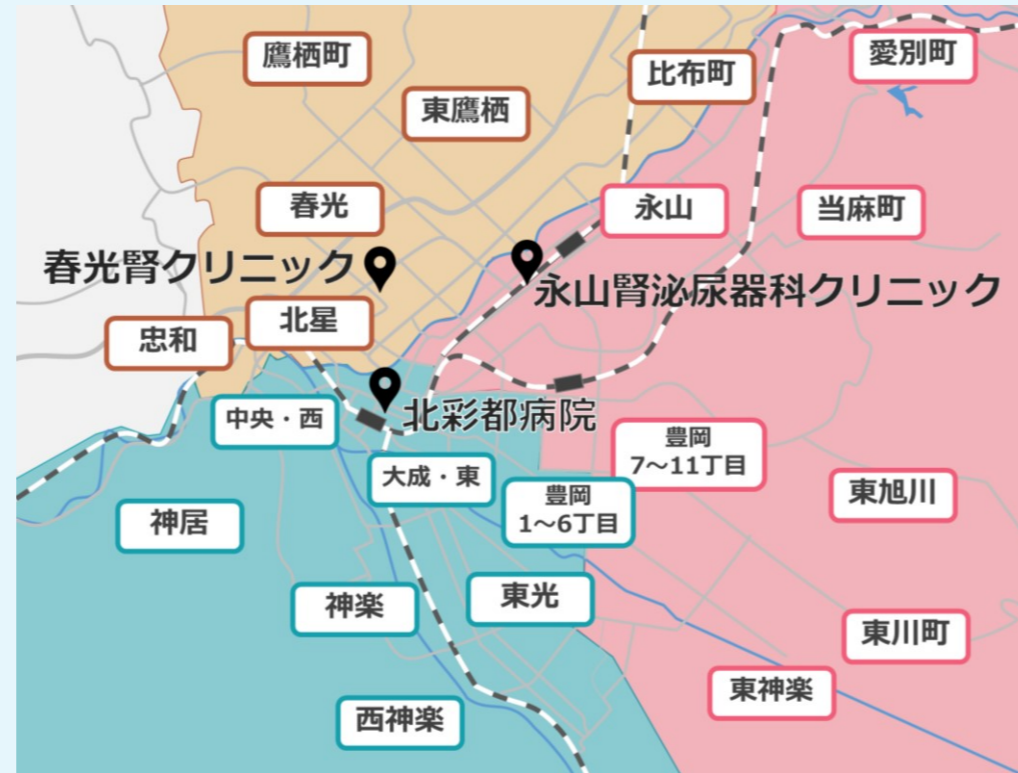 鷹栖町
愛別町
比布町
東鷹栖
春光
永山
当麻町
春光腎クリニック
永山腎泌尿器科クリニック
北星
忠和
北彩都病院
中央・西
豊岡
7～11丁目
大成・東
東旭川
豊岡
1～6丁目
神居
東光
神楽
東川町
東神楽
西神楽